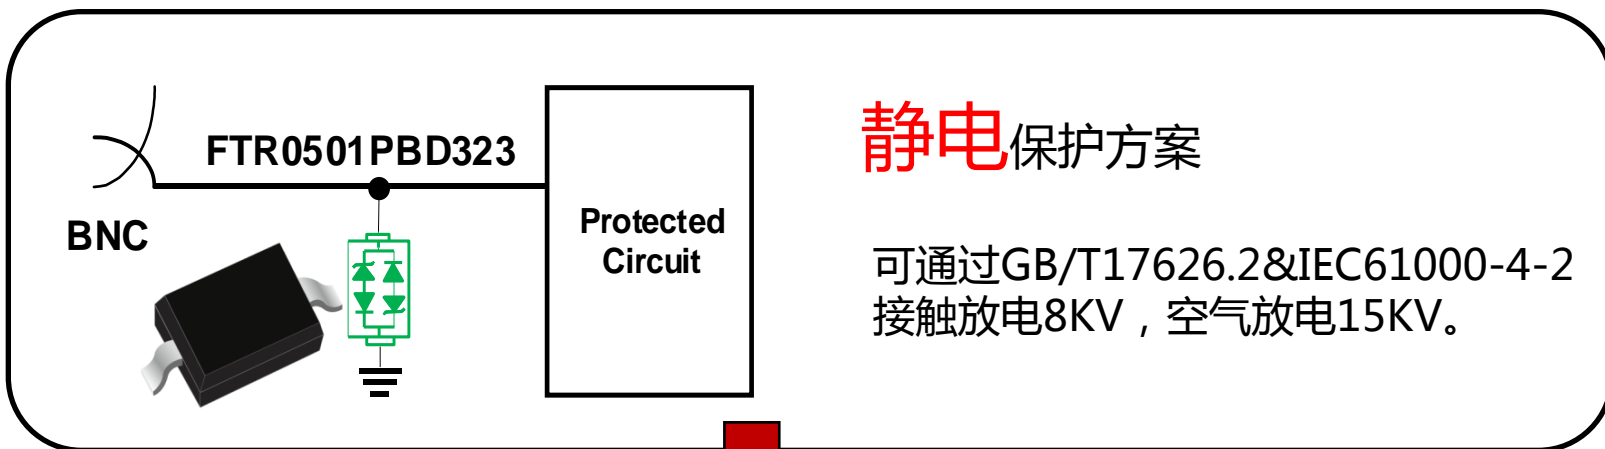 FTR0501PBD323
BNC
Protected
Circuit
静电保护方案
可通过GB/T17626.2&IEC61000-4-2
接触放电8KV，空气放电15KV。